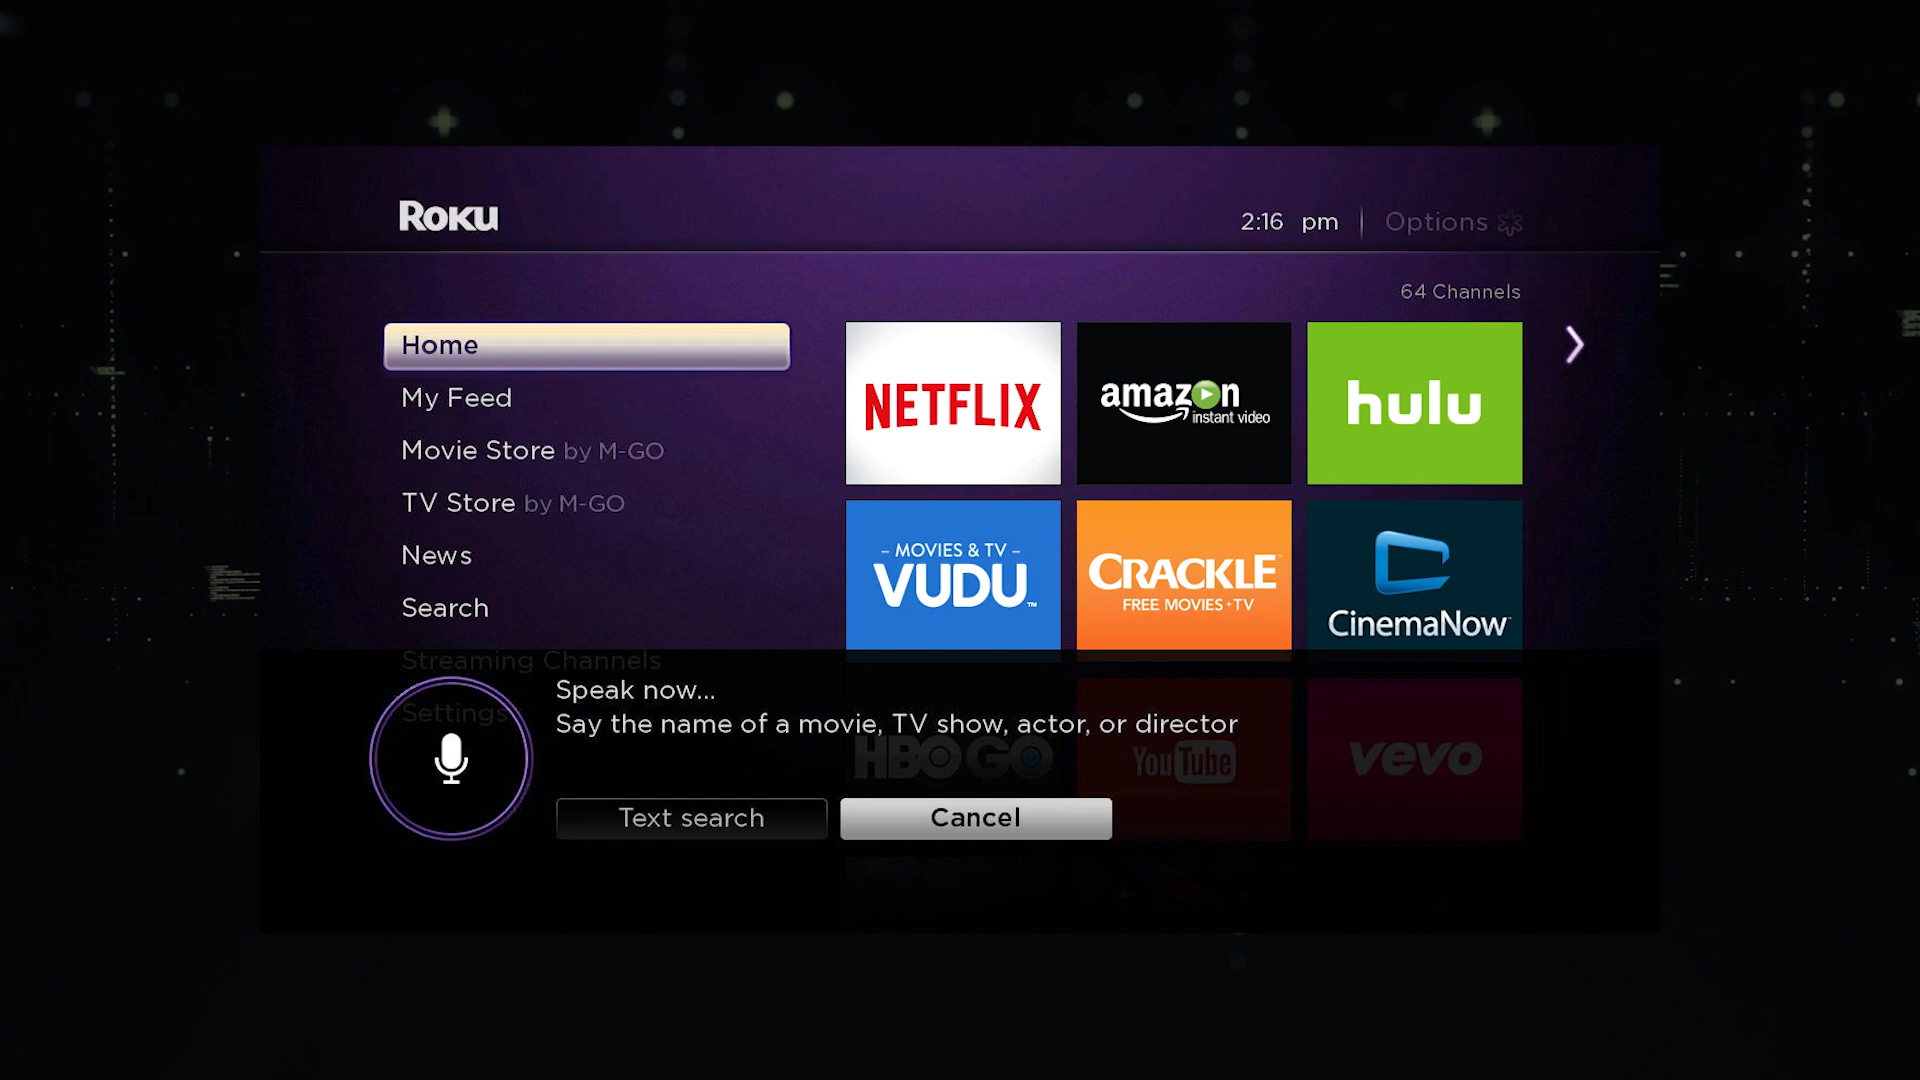 ROKU
2:16 pm
Options
64 Channels
Home
My Feed
Movie Store by M-GO
TV Store by M-GO
News
Search
Streaming Channels
Settings
NETFLIX
amazon
instant video
hulu
– MOVIES & TV –
VUDU™
CRACKLE
FREE MOVIES + TV
CinemaNow
HBO GO
YouTube
vevo
Speak now...
Say the name of a movie, TV show, actor, or director
Text search
Cancel